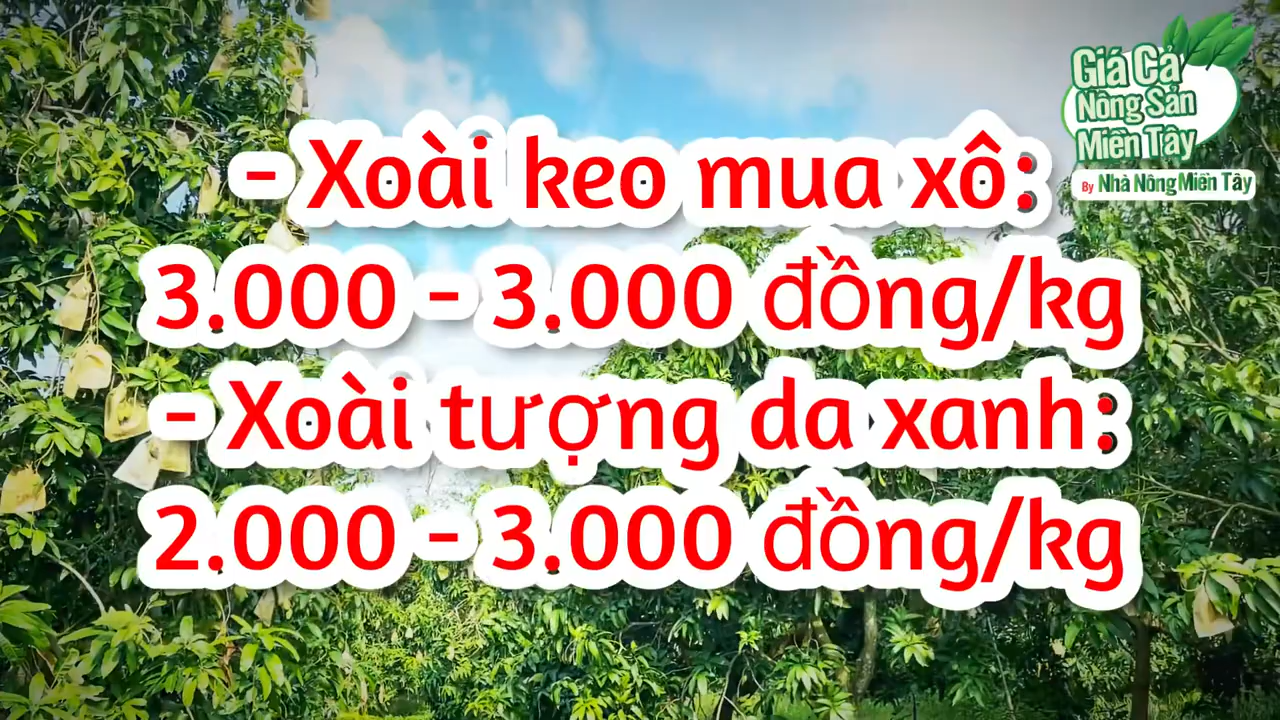 Giá Cả
Nông Sản
Miền Tây
By Nhà Nông Miền Tây
- Xoài keo mua xô:
3.000 - 3.000 đồng/kg
- Xoài tượng da xanh:
2.000 - 3.000 đồng/kg